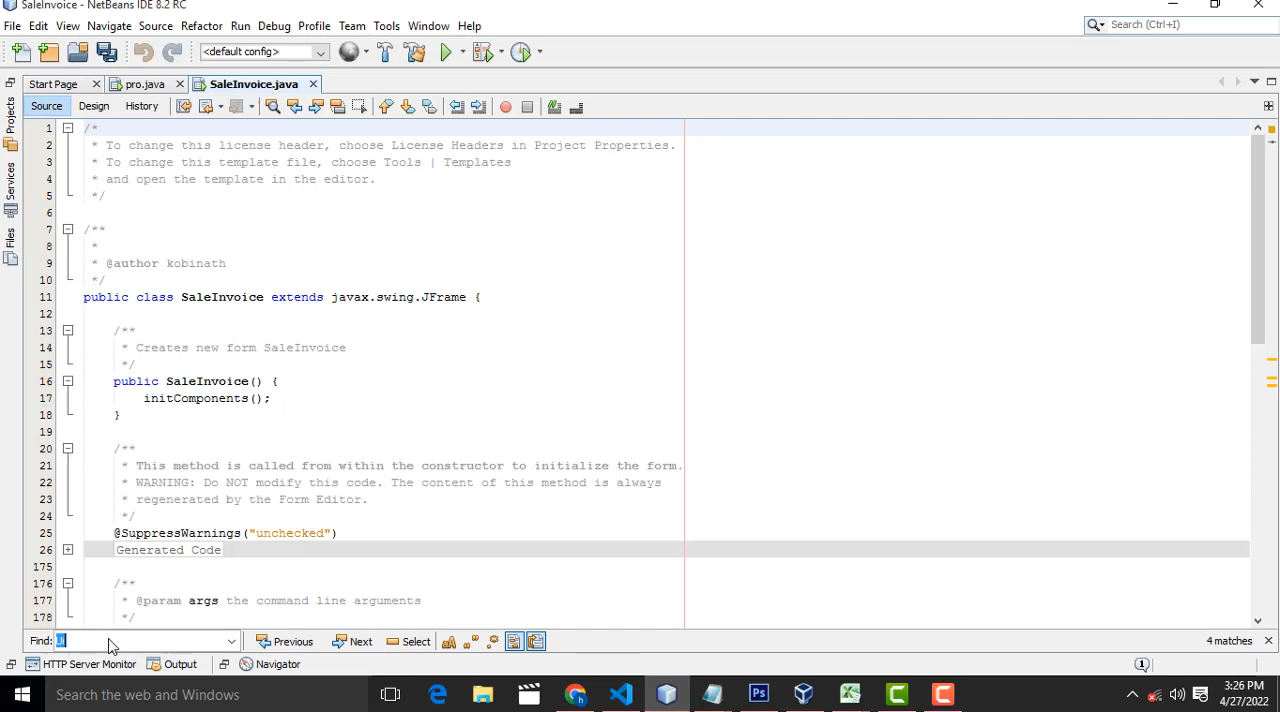 SaleInvoice - NetBeans IDE 8.2 RC
File Edit View Navigate Source Refactor Run Debug Profile Team Tools Window Help
Search (Ctrl+I)
<default config>
Start Page pro.java SaleInvoice.java
Source Design History
Projects
Services
Files
1 /*
2 * To change this license header, choose License Headers in Project Properties.
3 * To change this template file, choose Tools | Templates
4 * and open the template in the editor.
5 */
6
7 /**
8 *
9 * @author kobinath
10 */
11 public class SaleInvoice extends javax.swing.JFrame {
12
13 /**
14 * Creates new form SaleInvoice
15 */
16 public SaleInvoice() {
17 initComponents();
18 }
19
20 /**
21 * This method is called from within the constructor to initialize the form.
22 * WARNING: Do NOT modify this code. The content of this method is always
23 * regenerated by the Form Editor.
24 */
25 @SuppressWarnings("unchecked")
26 Generated Code
175
176 /**
177 * @param args the command line arguments
178 */
Find: Previous Next Select 4 matches
HTTP Server Monitor Output Navigator 1
Search the web and Windows
3:26 PM
4/27/2022